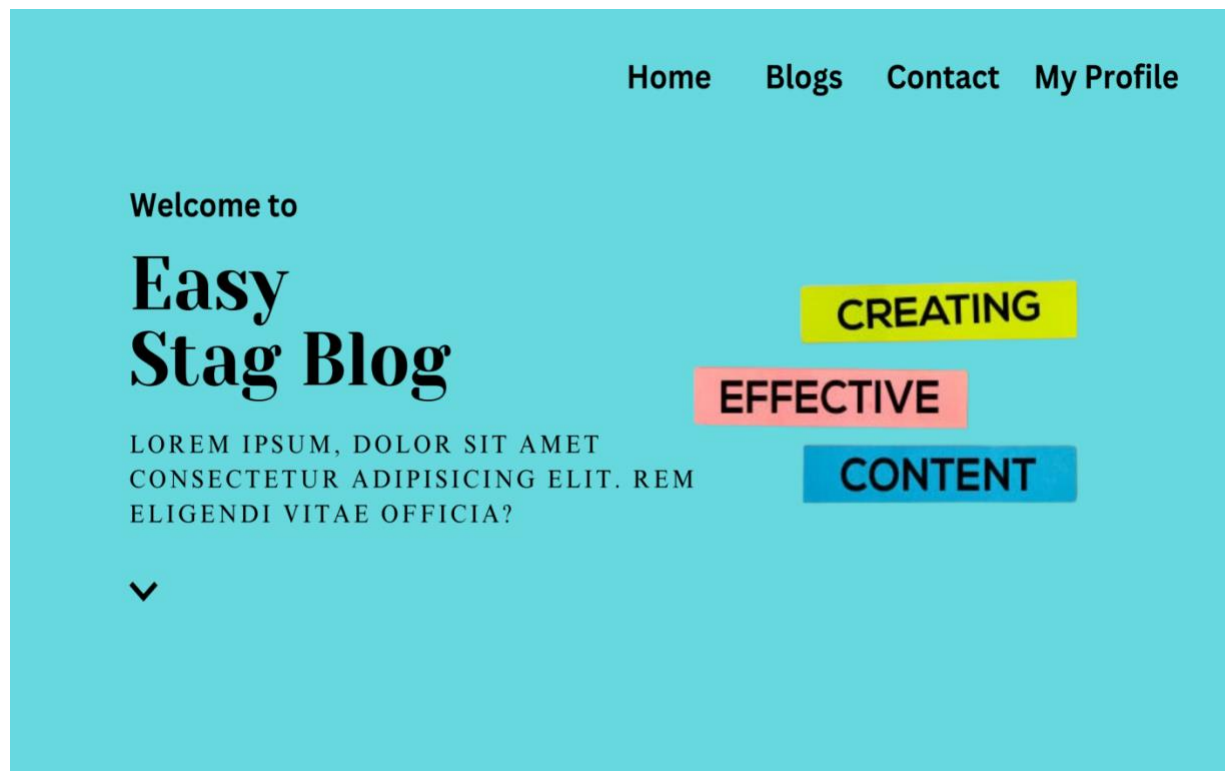 Home Blogs Contact My Profile
Welcome to
Easy
Stag Blog
LOREM IPSUM, DOLOR SIT AMET
CONSECTETUR ADIPISICING ELIT. REM
ELIGENDI VITAE OFFICIA?
CREATING
EFFECTIVE
CONTENT